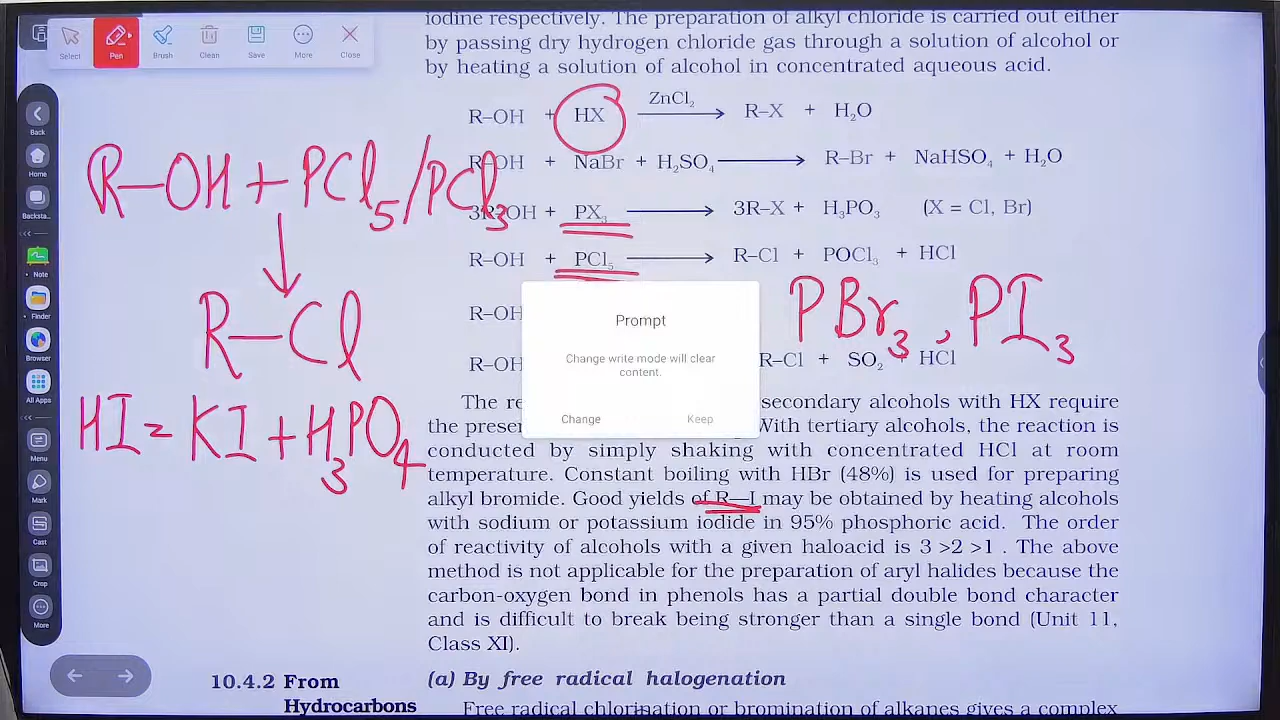 Select Pen Brush Clean Save More Close
iodine respectively. The preparation of alkyl chloride is carried out either
by passing dry hydrogen chloride gas through a solution of alcohol or
by heating a solution of alcohol in concentrated aqueous acid.
R–OH + HX ZnCl₂ → R–X + H₂O
R–OH + NaBr + H₂SO₄ → R–Br + NaHSO₄ + H₂O
3R–OH + PX₃ → 3R–X + H₃PO₃ (X = Cl, Br)
R–OH + PCl₅ → R–Cl + POCl₃ + HCl
R–OH
R–OH R–Cl + SO₂ + HCl
R–OH + PCl₅/PCl₃
↓
R–Cl
HI = KI + H₃PO₄
PBr₃, PI₃
Prompt
Change write mode will clear
content.
Change Keep
The re secondary alcohols with HX require
the presen With tertiary alcohols, the reaction is
conducted by simply shaking with concentrated HCl at room
temperature. Constant boiling with HBr (48%) is used for preparing
alkyl bromide. Good yields of R—I may be obtained by heating alcohols
with sodium or potassium iodide in 95% phosphoric acid. The order
of reactivity of alcohols with a given haloacid is 3 >2 >1 . The above
method is not applicable for the preparation of aryl halides because the
carbon-oxygen bond in phenols has a partial double bond character
and is difficult to break being stronger than a single bond (Unit 11,
Class XI).
10.4.2 From
Hydrocarbons
(a) By free radical halogenation
Free radical chlorination or bromination of alkanes gives a complex
Back
Home
Backsta..
Note
Finder
Browser
All Apps
Menu
Mark
Cast
Crop
More